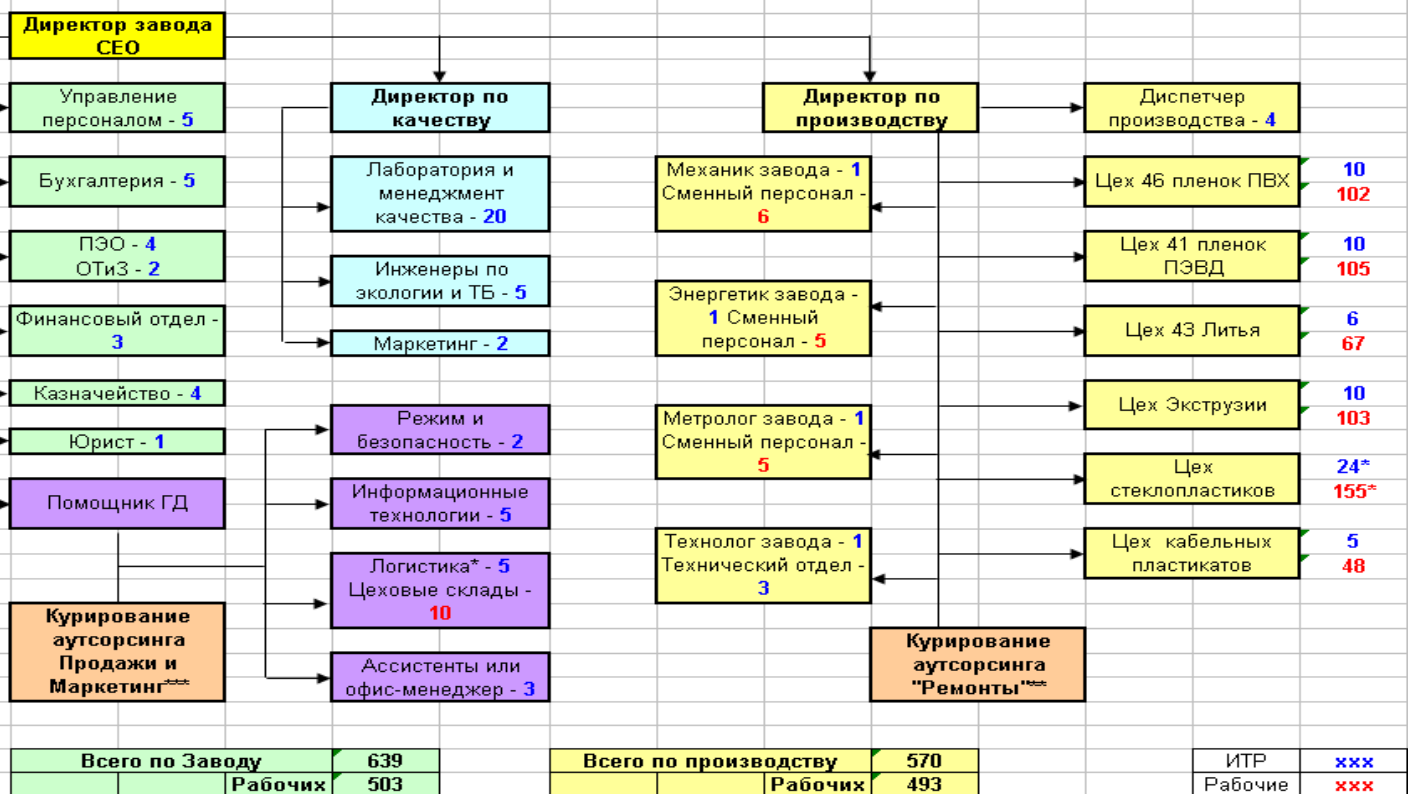 Директор завода
CEO
Управление
персоналом - 5
Бухгалтерия - 5
ПЭО - 4
ОТиЗ - 2
Финансовый отдел -
3
Казначейство - 4
Юрист - 1
Помощник ГД
Курирование
аутсорсинга
Продажи и
Маркетинг***
Директор по
качеству
Лаборатория и
менеджмент
качества - 20
Инженеры по
экологии и ТБ - 5
Маркетинг - 2
Режим и
безопасность - 2
Информационные
технологии - 5
Логистика* - 5
Цеховые склады -
10
Ассистенты или
офис-менеджер - 3
Директор по
производству
Механик завода - 1
Сменный персонал -
6
Энергетик завода -
1 Сменный
персонал - 5
Метролог завода - 1
Сменный персонал -
5
Технолог завода - 1
Технический отдел -
3
Курирование
аутсорсинга
"Ремонты"**
Диспетчер
производства - 4
Цех 46 пленок ПВХ
10
102
Цех 41 пленок
ПЭВД
10
105
Цех 43 Литья
6
67
Цех Экструзии
10
103
Цех
стеклопластиков
24*
155*
Цех кабельных
пластикатов
5
48
Всего по Заводу 639
Рабочих 503
Всего по производству 570
Рабочих 493
ИТР xxx
Рабочие xxx